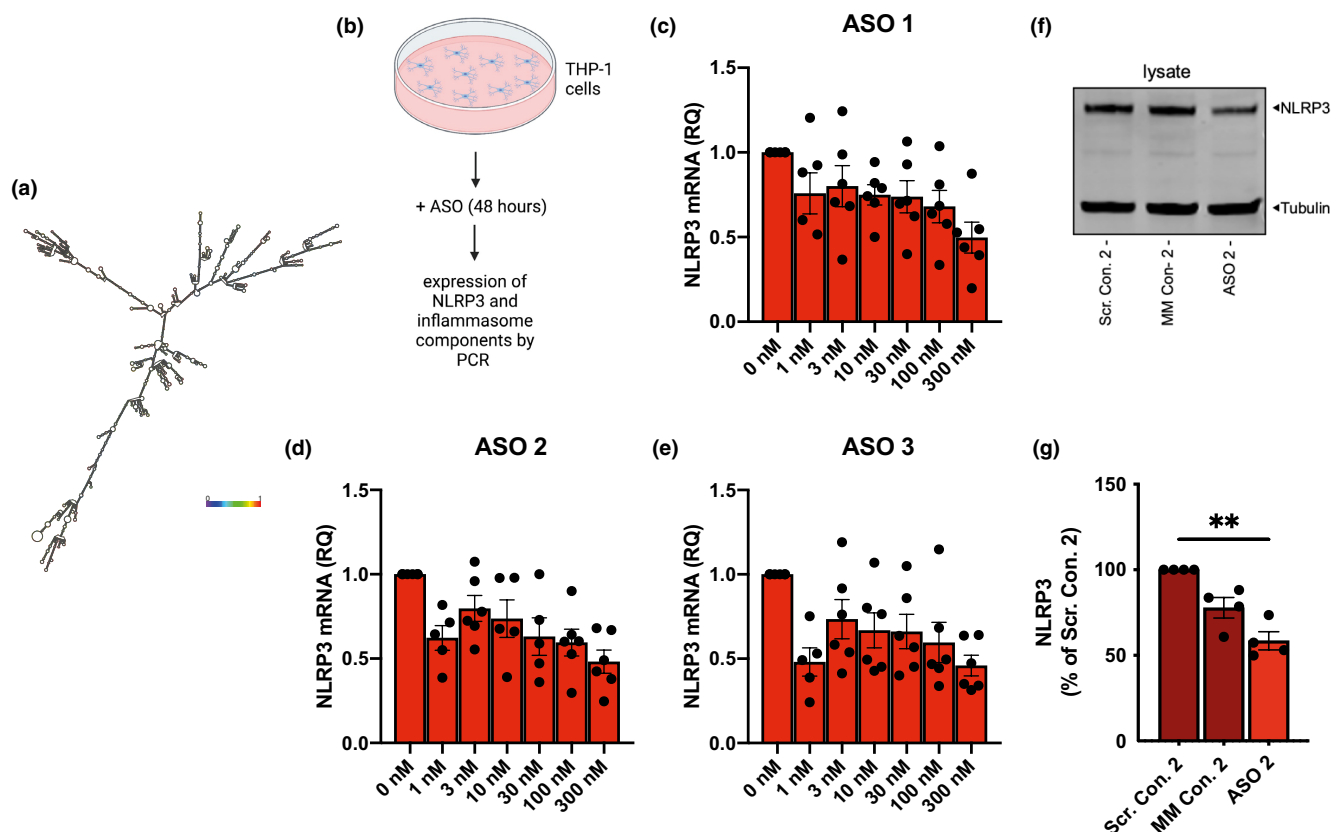 (a)
0 1
(b)
THP-1
cells
+ ASO (48 hours)
expression of
NLRP3 and
inflammasome
components by
PCR
(c)
ASO 1
NLRP3 mRNA (RQ)
1.5
1.0
0.5
0.0
0 nM
1 nM
3 nM
10 nM
30 nM
100 nM
300 nM
(f)
lysate
NLRP3
Tubulin
Scr. Con. 2 -
MM Con- 2 -
ASO 2 -
(d)
ASO 2
NLRP3 mRNA (RQ)
1.5
1.0
0.5
0.0
0 nM
1 nM
3 nM
10 nM
30 nM
100 nM
300 nM
(e)
ASO 3
NLRP3 mRNA (RQ)
1.5
1.0
0.5
0.0
0 nM
1 nM
3 nM
10 nM
30 nM
100 nM
300 nM
(g)
NLRP3
(% of Scr. Con. 2)
150
100
50
0
**
Scr. Con. 2
MM Con. 2
ASO 2